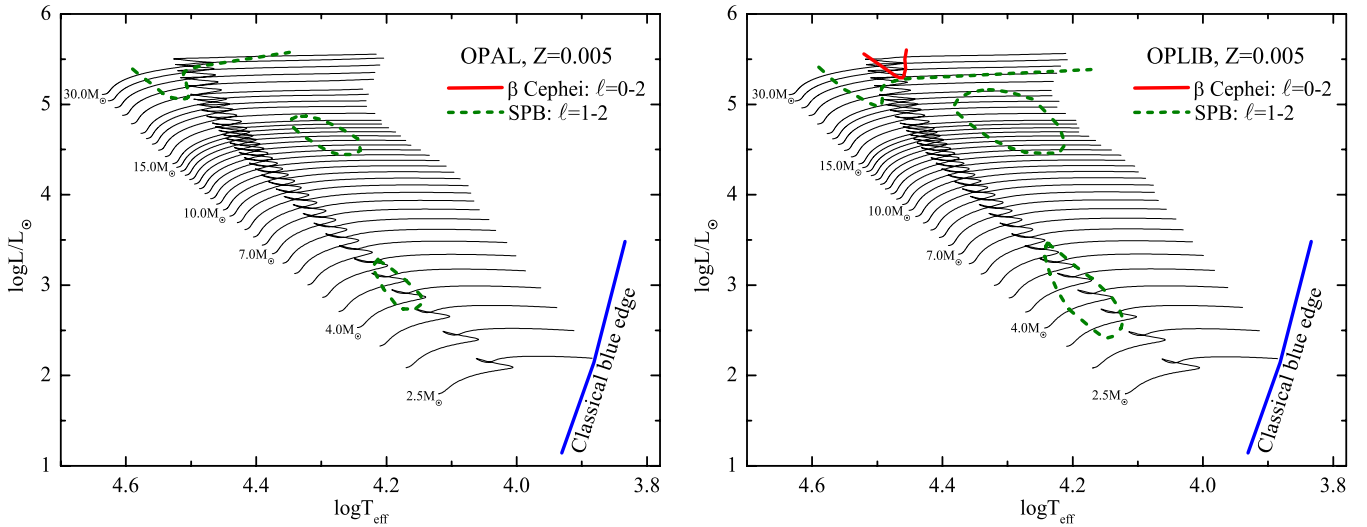 6
5
4
3
2
1
logL/L☉
OPAL, Z=0.005
β Cephei: ℓ=0-2
SPB: ℓ=1-2
30.0M☉
15.0M☉
10.0M☉
7.0M☉
4.0M☉
2.5M☉
Classical blue edge
4.6
4.4
4.2
4.0
3.8
logTeff
6
5
4
3
2
1
logL/L☉
OPLIB, Z=0.005
β Cephei: ℓ=0-2
SPB: ℓ=1-2
30.0M☉
15.0M☉
10.0M☉
7.0M☉
4.0M☉
2.5M☉
Classical blue edge
4.6
4.4
4.2
4.0
3.8
logTeff